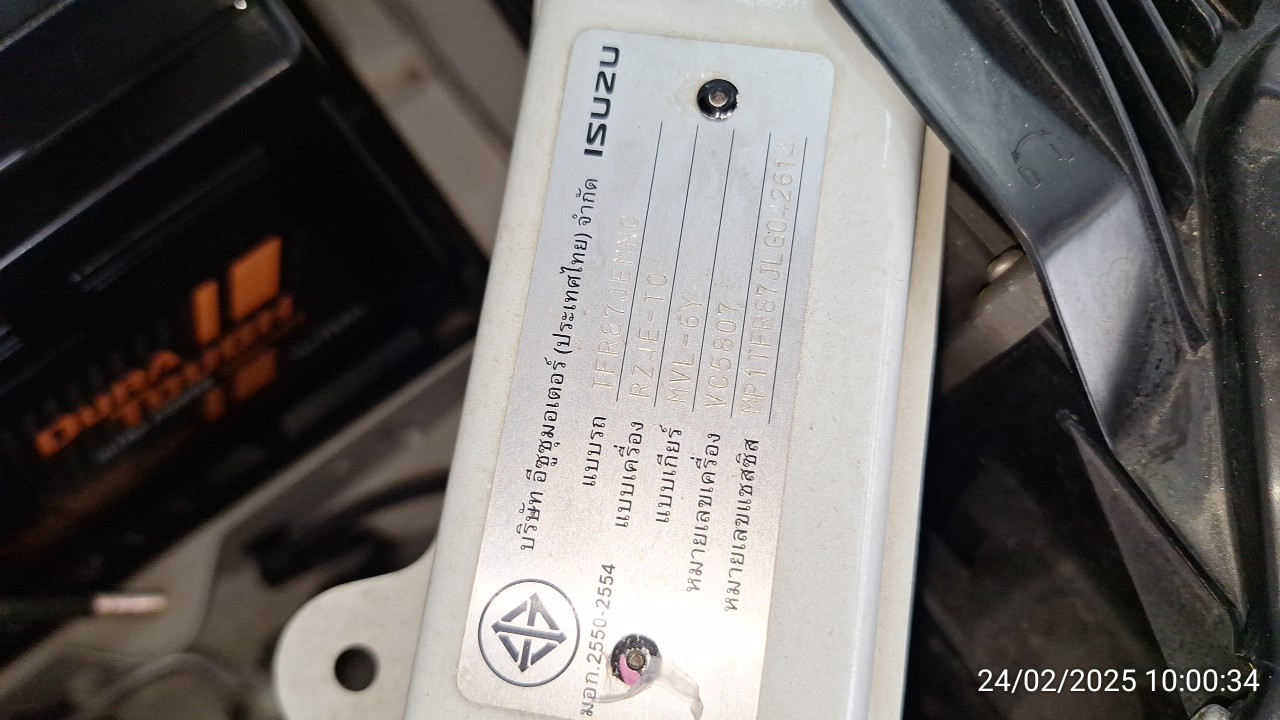 ISUZU
บริษัท อีซูซุมอเตอร์ (ประเทศไทย) จำกัด
แบบรถ TFR87JEMNC
แบบเครื่อง RZ4E-TC
แบบเกียร์ MVL-6Y
หมายเลขเครื่อง VC5807
หมายเลขแชสซิส
มอก.2550-2554
DURA
TOUGH
24/02/2025 10:00:34